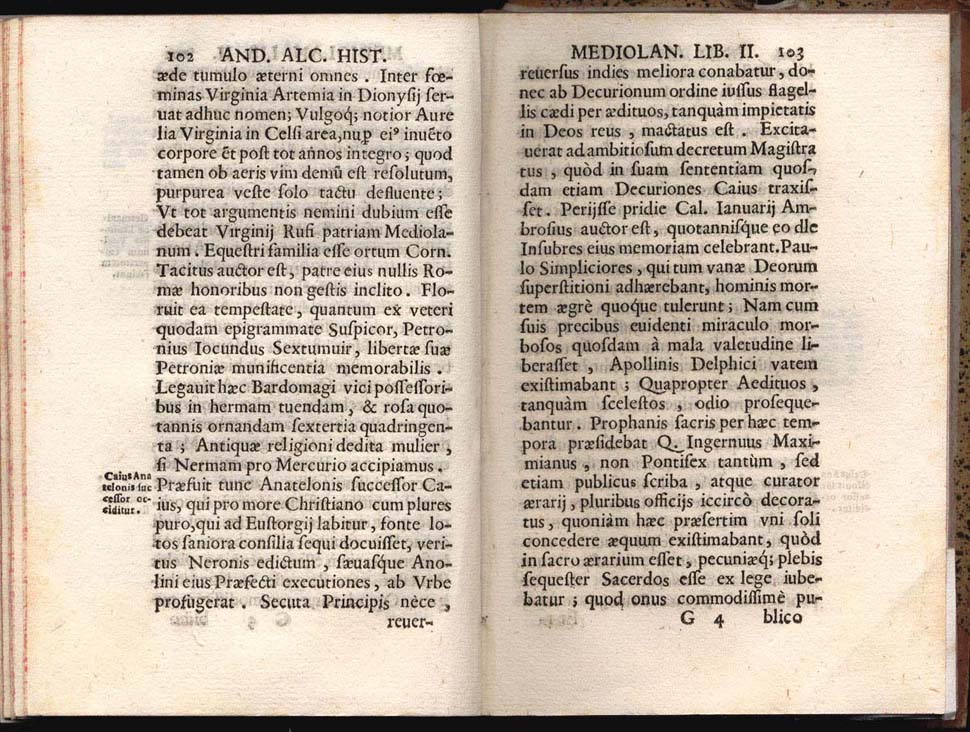 102 AND. ALC. HIST.
æde tumulo æterni omnes . Inter fœ-
minas Virginia Artemia in Dionysij ser-
uat adhuc nomen; Vulgoq; notior Aure
lia Virginia in Celsi area, nup ei⁹ inuẽto
corpore ẽt post tot annos integro ; quod
tamen ob aeris vim demũ est resolutum,
purpurea veste solo tactu defluente ;
Vt tot argumentis nemini dubium esse
debeat Virginij Rufi patriam Mediola-
num . Equestri familia esse ortum Corn.
Tacitus auctor est, patre eius nullis Ro-
mæ honoribus non gestis inclito . Flo-
ruit ea tempestate, quantum ex veteri
quodam epigrammate Suspicor, Petro-
nius Iocundus Sextumuir, libertæ suæ
Petroniæ munificentia memorabilis .
Legauit hæc Bardomagi vici possessori-
bus in hermam tuendam, & rosa quo-
tannis ornandam sextertia quadringen-
ta ; Antiquæ religioni dedita mulier ,
si Nermam pro Mercurio accipiamus .
Caius Ana
telonis suc
cessor oc-
ciditur.
Præfuit tunc Anatelonis successor Ca-
ius, qui pro more Christiano cum plures
puro, qui ad Eustorgij labitur, fonte lo-
tos saniora consilia sequi docuisset, veri-
tus Neronis edictum , sæuasque Ano-
lini eius Præfecti executiones, ab Vrbe
profugerat . Secuta Principis nèce ,
reuer-
MEDIOLAN. LIB. II. 103
reuersus indies meliora conabatur, do-
nec ab Decurionum ordine iussus flagel-
lis cædi per ædituos, tanquàm impietatis
in Deos reus , mactatus est . Excita-
uerat ad ambitiosum decretum Magistra
tus , quòd in suam sententiam quos-
dam etiam Decuriones Caius traxis-
set . Perijsse pridie Cal. Ianuarij Am-
brosius auctor est, quotannisque eo die
Insubres eius memoriam celebrant. Pau-
lo Simpliciores , qui tum vanæ Deorum
superstitioni adhærebant, hominis mor-
tem ægrè quoque tulerunt ; Nam cum
suis precibus euidenti miraculo mor-
bosos quosdam à mala valetudine li-
berasset , Apollinis Delphici vatem
existimabant ; Quapropter Aedituos ,
tanquàm scelestos , odio proseque-
bantur . Prophanis sacris per hæc tem-
pora præsidebat Q. Ingernuus Maxi-
mianus , non Pontifex tantùm , sed
etiam publicus scriba , atque curator
ærarij , pluribus officijs iccircò decora-
tus , quoniàm hæc præsertim vni soli
concedere æquum existimabant, quòd
in sacro ærarium esset, pecuniæq; plebis
sequester Sacerdos esse ex lege iube-
batur ; quod onus commodissimè pu-
G 4 blico